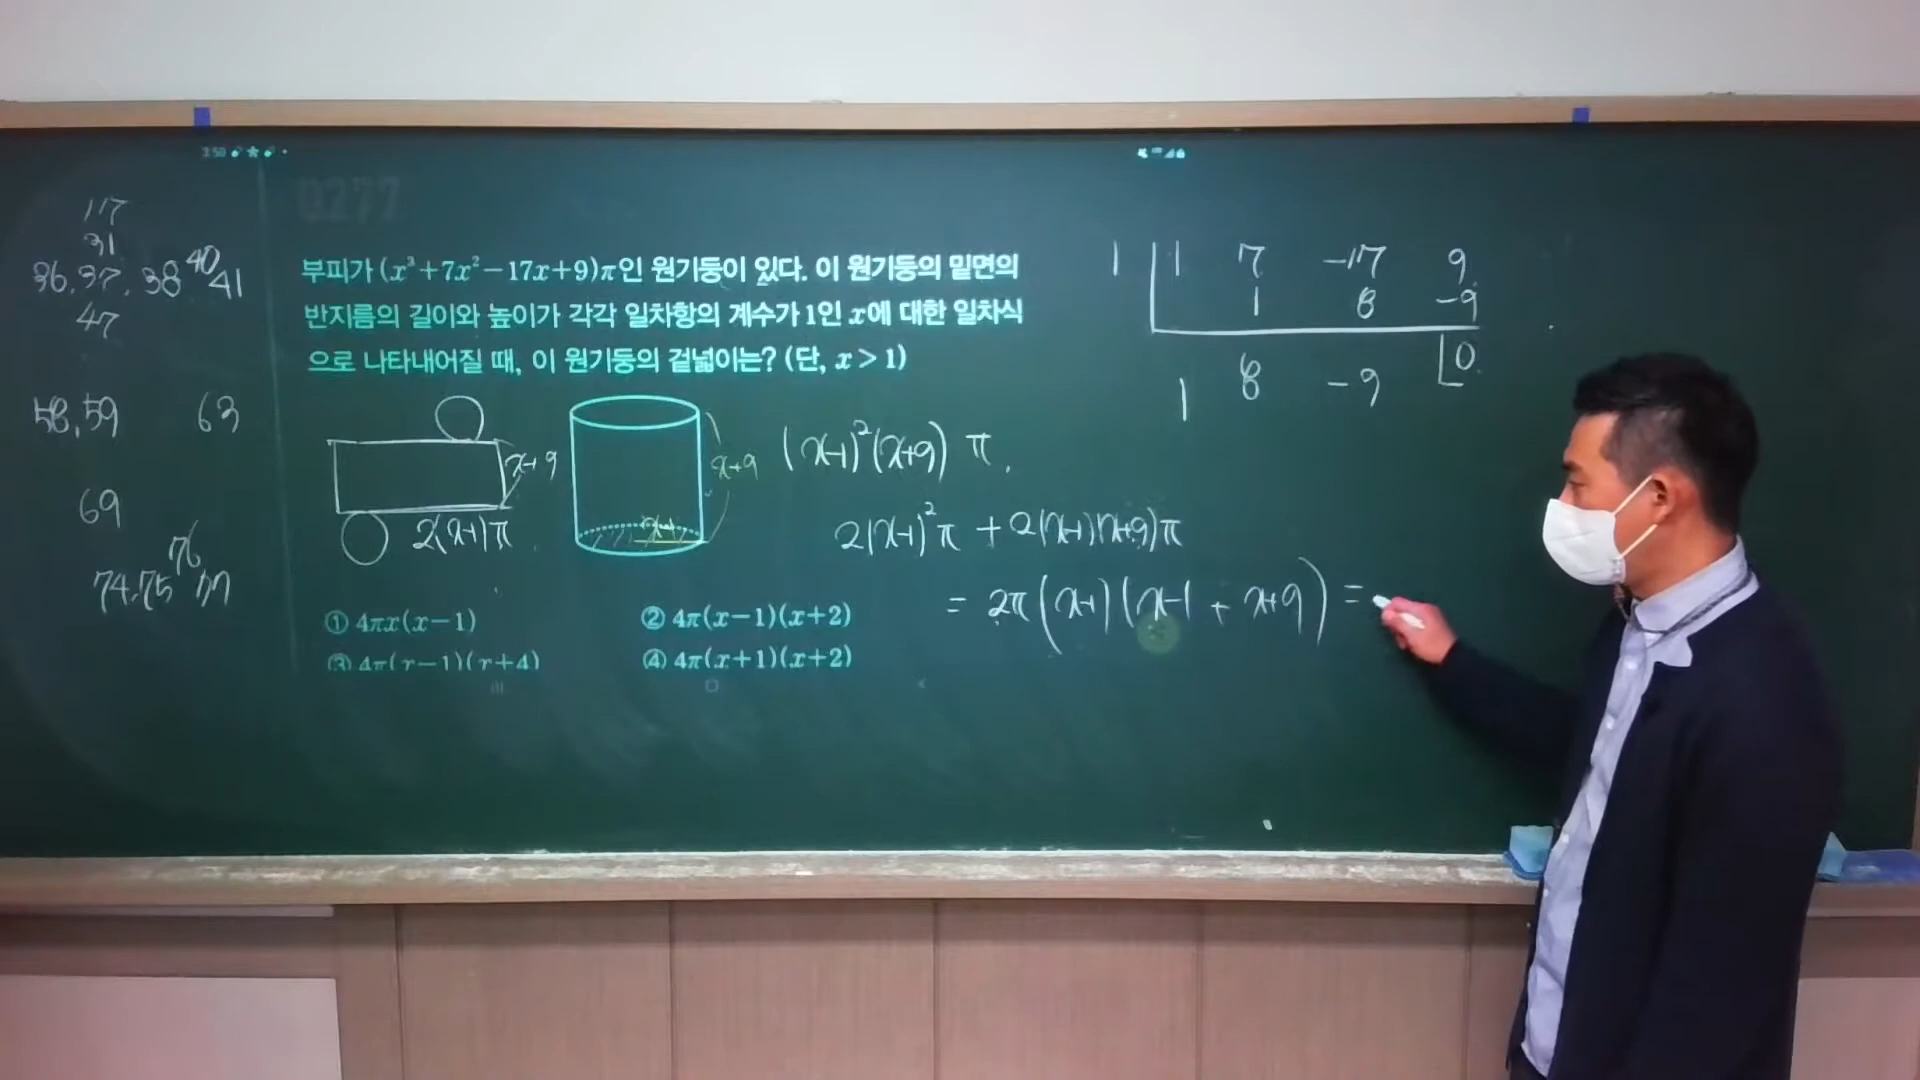 3:50
0277
117
31
36, 37, 38 40 41
47
58, 59 63
69
76
74, 75 77
부피가 (x³+7x²−17x+9)π인 원기둥이 있다. 이 원기둥의 밑면의
반지름의 길이와 높이가 각각 일차항의 계수가 1인 x에 대한 일차식
으로 나타내어질 때, 이 원기둥의 겉넓이는? (단, x > 1)
x+9
2(x-1)π
x+9
x-1
① 4πx(x−1)
② 4π(x−1)(x+2)
③ 4π(x−1)(x+4)
④ 4π(x+1)(x+2)
(x-1)²(x+9) π.
2(x-1)²π + 2(x-1)(x+9)π
= 2π(x-1)(x-1 + x+9) =
1 1 7 -17 9
1 8 -9
1 8 -9 0